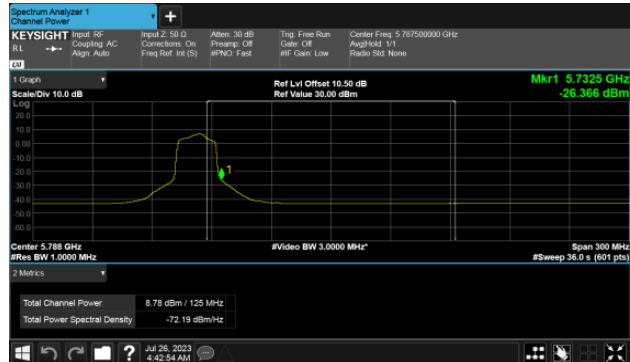 Spectrum Analyzer 1
Channel Power
+
KEYSIGHT Input: RF Input Z: 50 Ω Atten: 30 dB Trig: Free Run Center Freq: 5.787500000 GHz
RL Coupling: AC Corrections: On Preamp: Off Gate: Off Avg|Hold: 1/1
Align: Auto Freq Ref: Int (S) #PNO: Fast #IF Gain: Low Radio Std: None
LXI
1 Graph Ref Lvl Offset 10.50 dB Mkr1 5.7325 GHz
Scale/Div 10.0 dB Ref Value 30.00 dBm -26.366 dBm
Log
20.0
10.0
0.00
-10.0
1
-20.0
-30.0
-40.0
-50.0
-60.0
Center 5.788 GHz #Video BW 3.0000 MHz* Span 300 MHz
#Res BW 1.0000 MHz #Sweep 36.0 s (601 pts)
2 Metrics
Total Channel Power 8.78 dBm / 125 MHz
Total Power Spectral Density -72.19 dBm/Hz
? Jul 26, 2023
4:42:54 AM